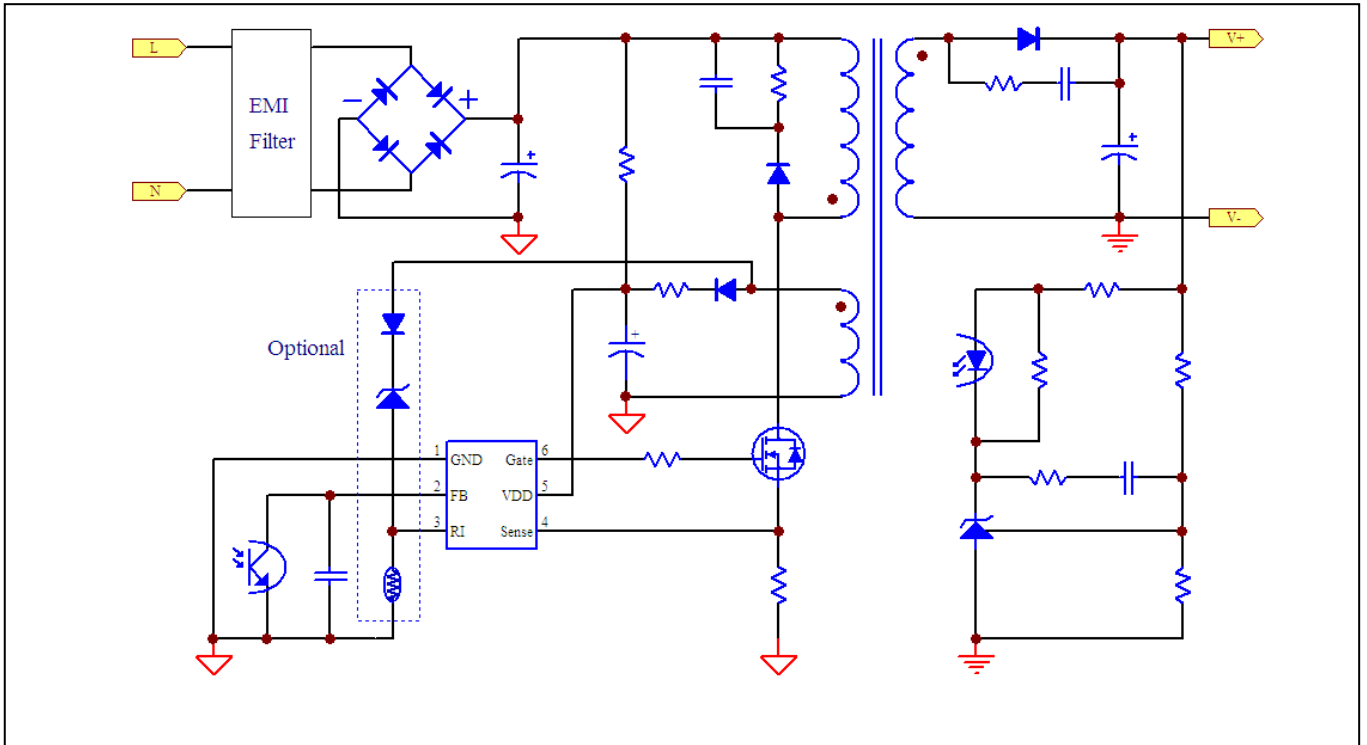 L
EMI
Filter
N
− +
+
+
V+
+
V-
Optional
1 GND Gate 6
2 FB VDD 5
3 RI Sense 4